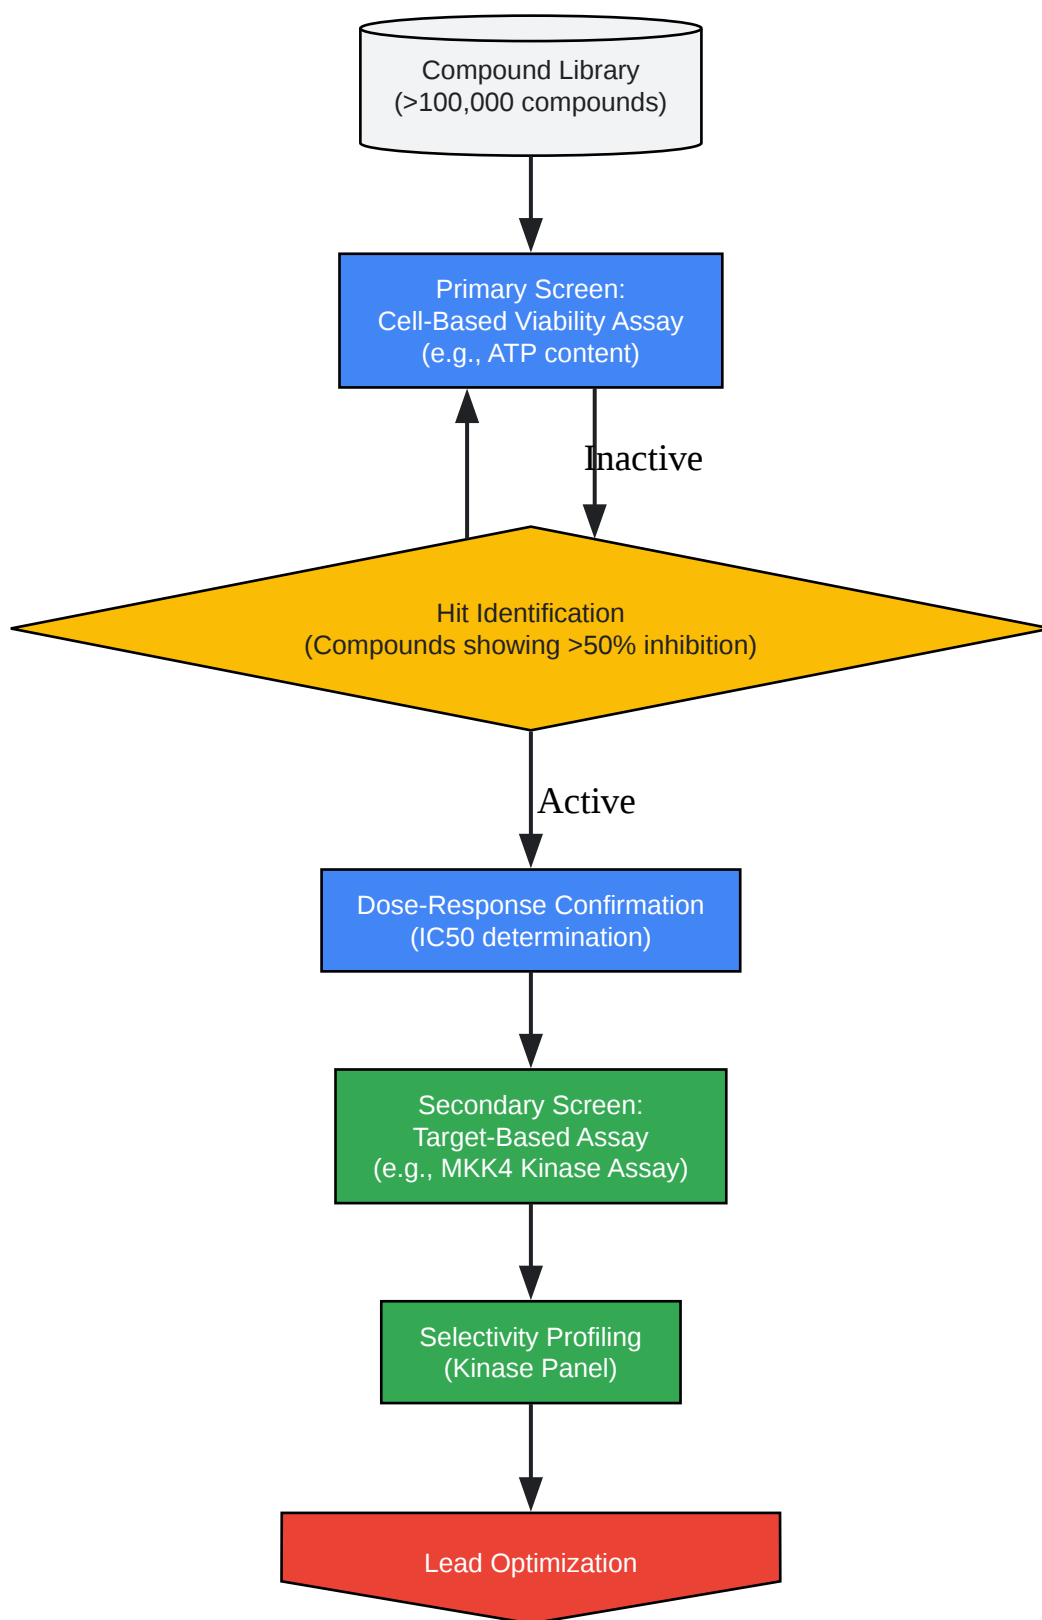 Compound Library
(>100,000 compounds)
Primary Screen:
Cell-Based Viability Assay
(e.g., ATP content)
Inactive
Hit Identification
(Compounds showing >50% inhibition)
Active
Dose-Response Confirmation
(IC50 determination)
Secondary Screen:
Target-Based Assay
(e.g., MKK4 Kinase Assay)
Selectivity Profiling
(Kinase Panel)
Lead Optimization